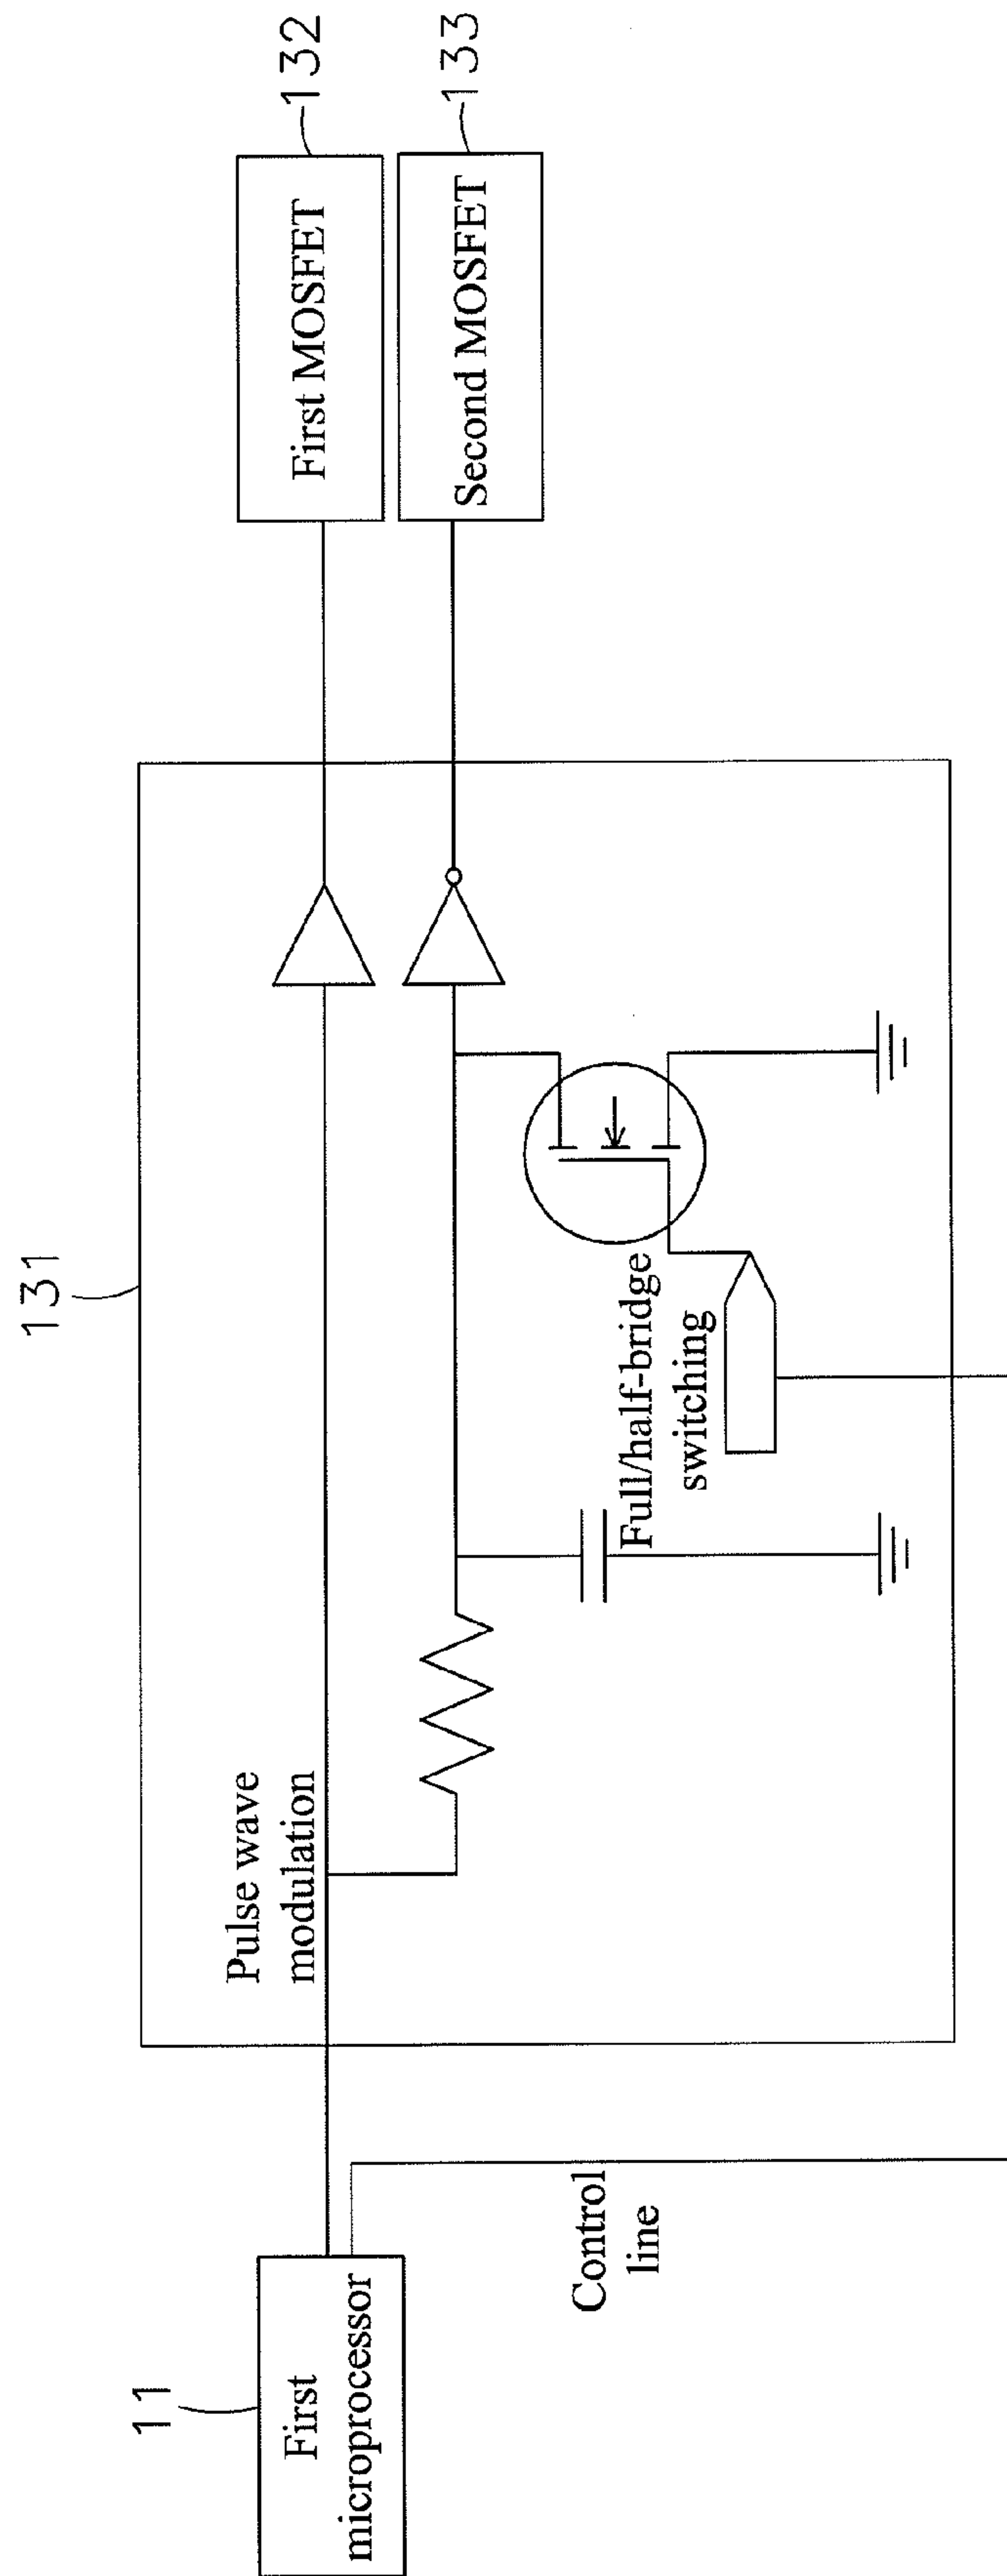 131
132
133
First MOSFET
Second MOSFET
Pulse wave
modulation
Full/half-bridge
switching
11
First
microprocessor
Control
line